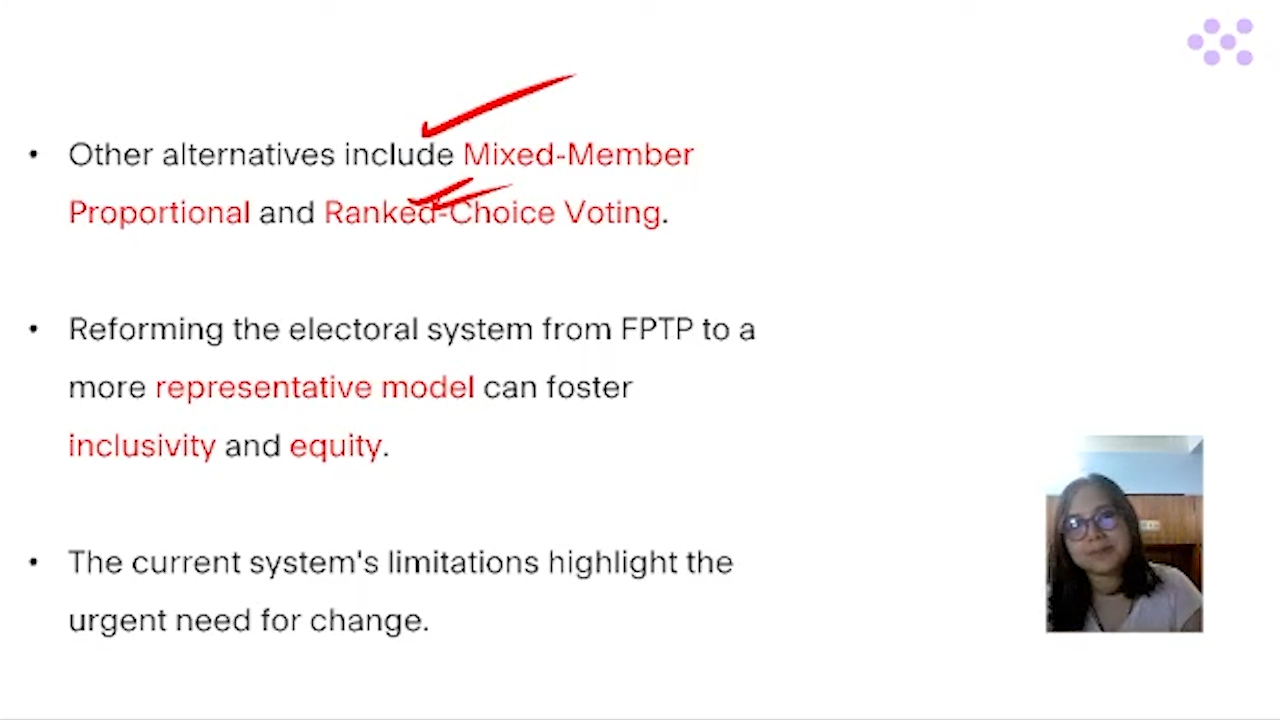 • Other alternatives include Mixed-Member
Proportional and Ranked-Choice Voting.
• Reforming the electoral system from FPTP to a
more representative model can foster
inclusivity and equity.
• The current system's limitations highlight the
urgent need for change.